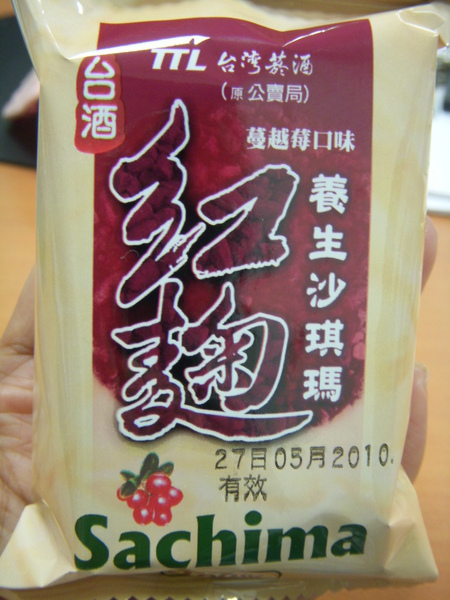 台酒
TTL 台湾菸酒
(原公賣局)
蔓越莓口味
紅麴
養生沙琪瑪
27日05月2010.
有效
Sachima